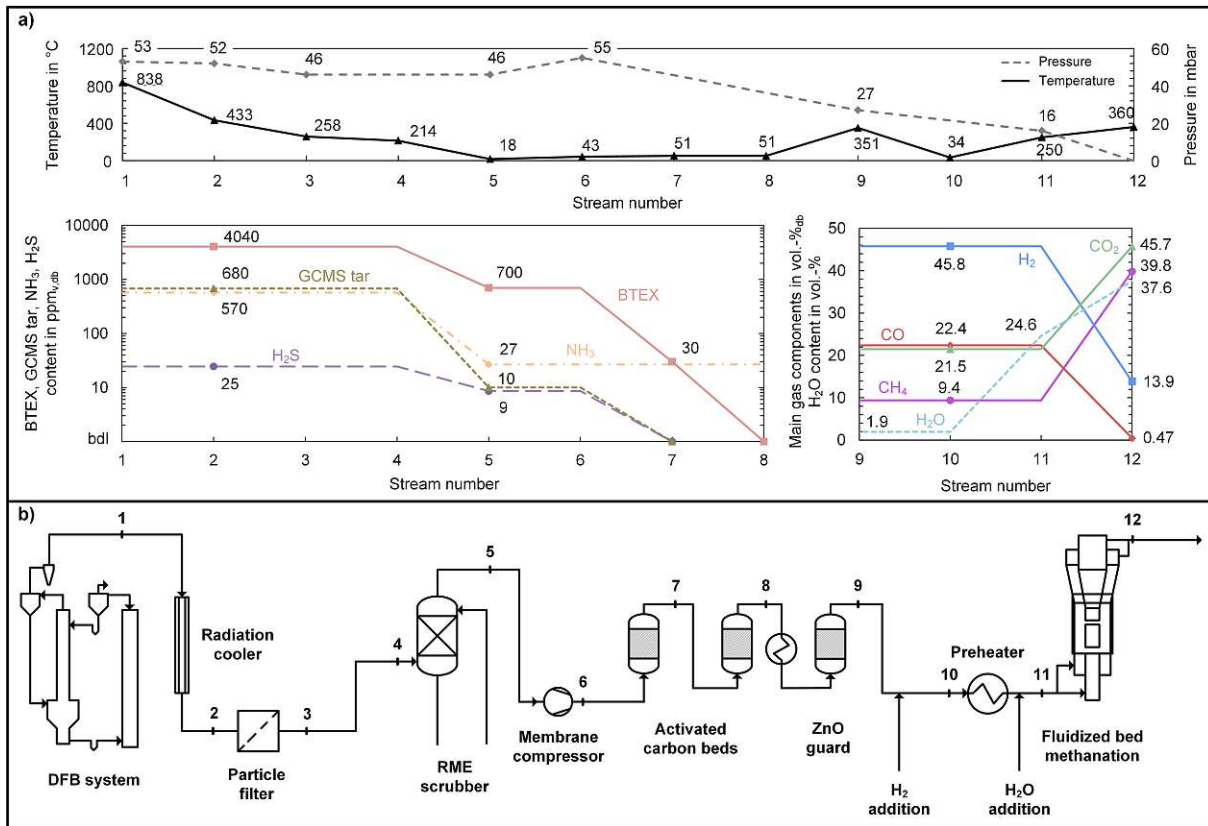 a)
53
52
46
46
55
27
16
360
838
433
258
214
18
43
51
51
351
34
250
Temperature in °C
1200
800
400
0
Pressure
Temperature
60
40
20
0
Pressure in mbar
1 2 3 4 5 6 7 8 9 10 11 12
Stream number
BTEX, GCMS tar, NH₃, H₂S
content in ppmv,db
10000
1000
100
10
bdl
4040
680
GCMS tar
570
H₂S
25
700
BTEX
27
NH₃
10
9
30
1 2 3 4 5 6 7 8
Stream number
Main gas components in vol.-%db
H₂O content in vol.-%
50
40
30
20
10
0
45.8
H₂
CO₂
CO
22.4
24.6
21.5
CH₄
9.4
H₂O
1.9
45.7
39.8
37.6
13.9
0.47
9 10 11 12
Stream number
b)
1
2
3
4
5
6
7
8
9
10
11
12
DFB system
Radiation
cooler
Particle
filter
RME
scrubber
Membrane
compressor
Activated
carbon beds
ZnO
guard
H₂
addition
Preheater
H₂O
addition
Fluidized bed
methanation